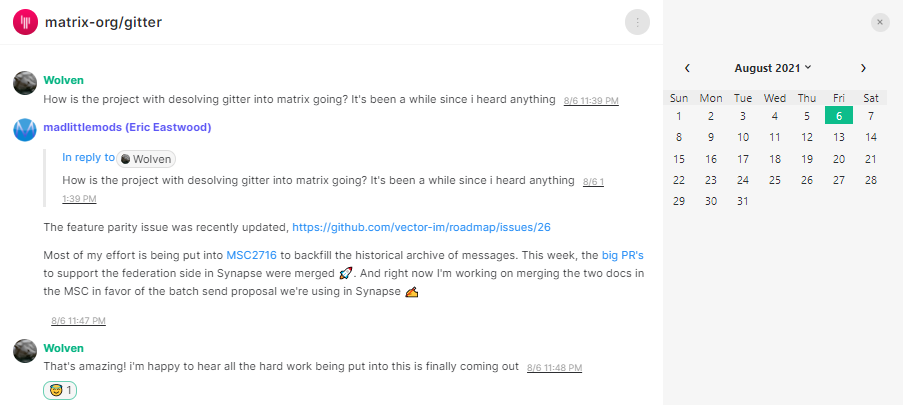 matrix-org/gitter
Wolven
How is the project with desolving gitter into matrix going? It's been a while since i heard anything 8/6 11:39 PM
madlittlemods (Eric Eastwood)
In reply to Wolven
How is the project with desolving gitter into matrix going? It's been a while since i heard anything 8/6 1
1:39 PM
The feature parity issue was recently updated, https://github.com/vector-im/roadmap/issues/26
Most of my effort is being put into MSC2716 to backfill the historical archive of messages. This week, the big PR's
to support the federation side in Synapse were merged 🚀. And right now I'm working on merging the two docs in
the MSC in favor of the batch send proposal we're using in Synapse ✍
8/6 11:47 PM
Wolven
That's amazing! i'm happy to hear all the hard work being put into this is finally coming out 8/6 11:48 PM
😇 1
August 2021
Sun Mon Tue Wed Thu Fri Sat
1 2 3 4 5 6 7
8 9 10 11 12 13 14
15 16 17 18 19 20 21
22 23 24 25 26 27 28
29 30 31